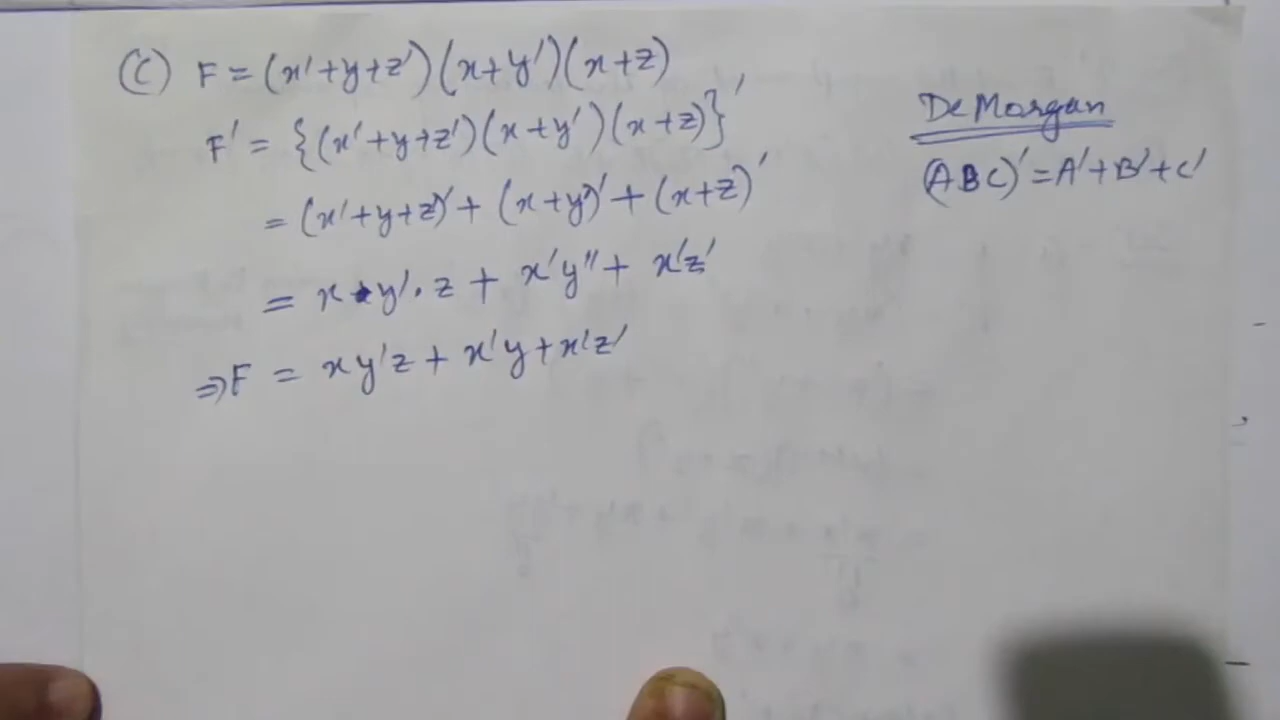 (C) F = (x'+y+z')(x+y')(x+z)
F' = {(x'+y+z')(x+y')(x+z)}'
= (x'+y+z')' + (x+y')' + (x+z)'
= x • y'. z + x'y'' + x'z'
⇒ F = xy'z + x'y + x'z'
DeMorgan
(ABC)' = A'+B'+C'